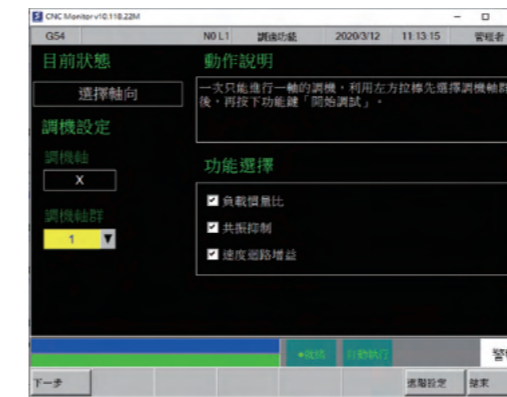 CNC Monitor v10.118.22M
G54 N0 L1 調機功能 2020/3/12 11:13:15 管理者
目前狀態
動作說明
選擇軸向
一次只能進行一軸的調機，利用左方拉條先選擇調機軸群
後，再按下功能鍵「開始調試」。
調機設定
調機軸
X
功能選擇
負載慣量比
調機軸群
共振抑制
1
速度迴路增益
自動執行
下一步 進階設定 結束